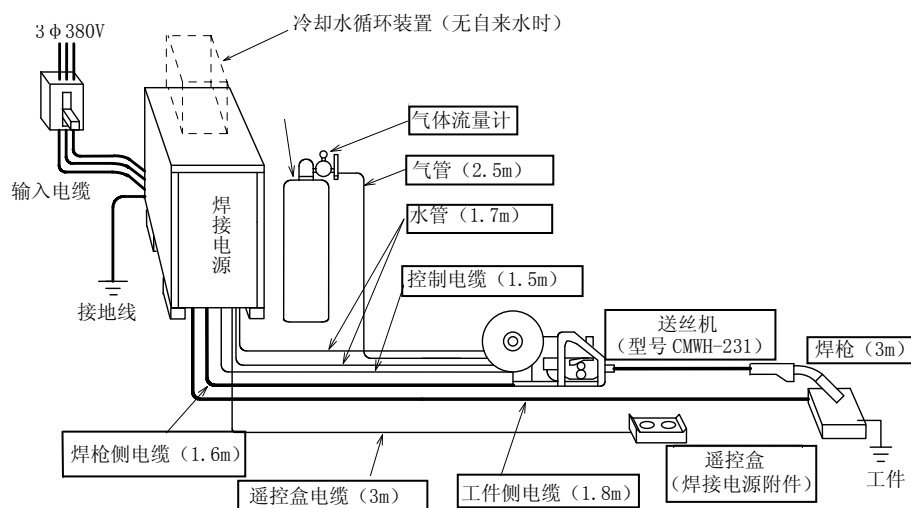 冷却水循环装置（无自来水时）
3φ380V
气体流量计
气管（2.5m）
输入电缆
水管（1.7m）
焊接电源
控制电缆（1.5m）
接地线
送丝机
（型号 CMWH-231）
焊枪（3m）
焊枪侧电缆（1.6m）
遥控盒
（焊接电源附件）
工件
遥控盒电缆（3m）
工件侧电缆（1.8m）